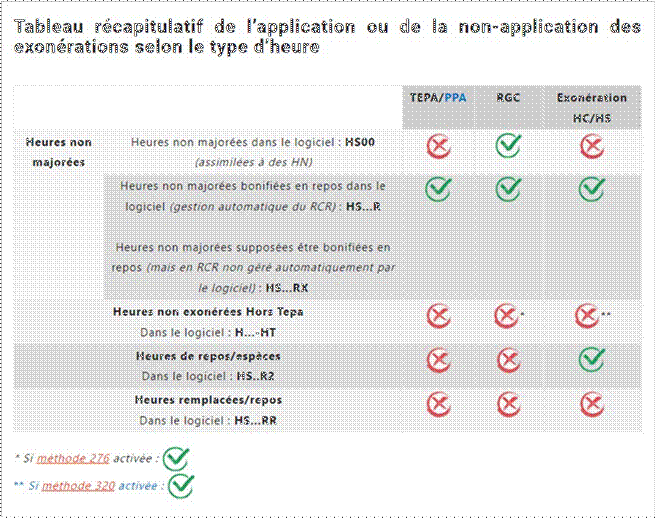 Tableau récapitulatif de l'application ou de la non-application des
exonérations selon le type d'heure
TEPA/PPA RGC Exonération
HC/HS
Heures non
majorées
Heures non majorées dans le logiciel : HS00
(assimilées à des HN)
Heures non majorées bonifiées en repos dans le
logiciel (gestion automatique du RCR) : HS...R
Heures non majorées supposées être bonifiées en
repos (mais en RCR non géré automatiquement par
le logiciel) : HS...RX
Heures non exonérées Hors Tepa
Dans le logiciel : H...-HT
* **
Heures de repos/espèces
Dans le logiciel : HS..R2
Heures remplacées/repos
Dans le logiciel : HS...RR
* Si méthode 276 activée :
** Si méthode 320 activée :